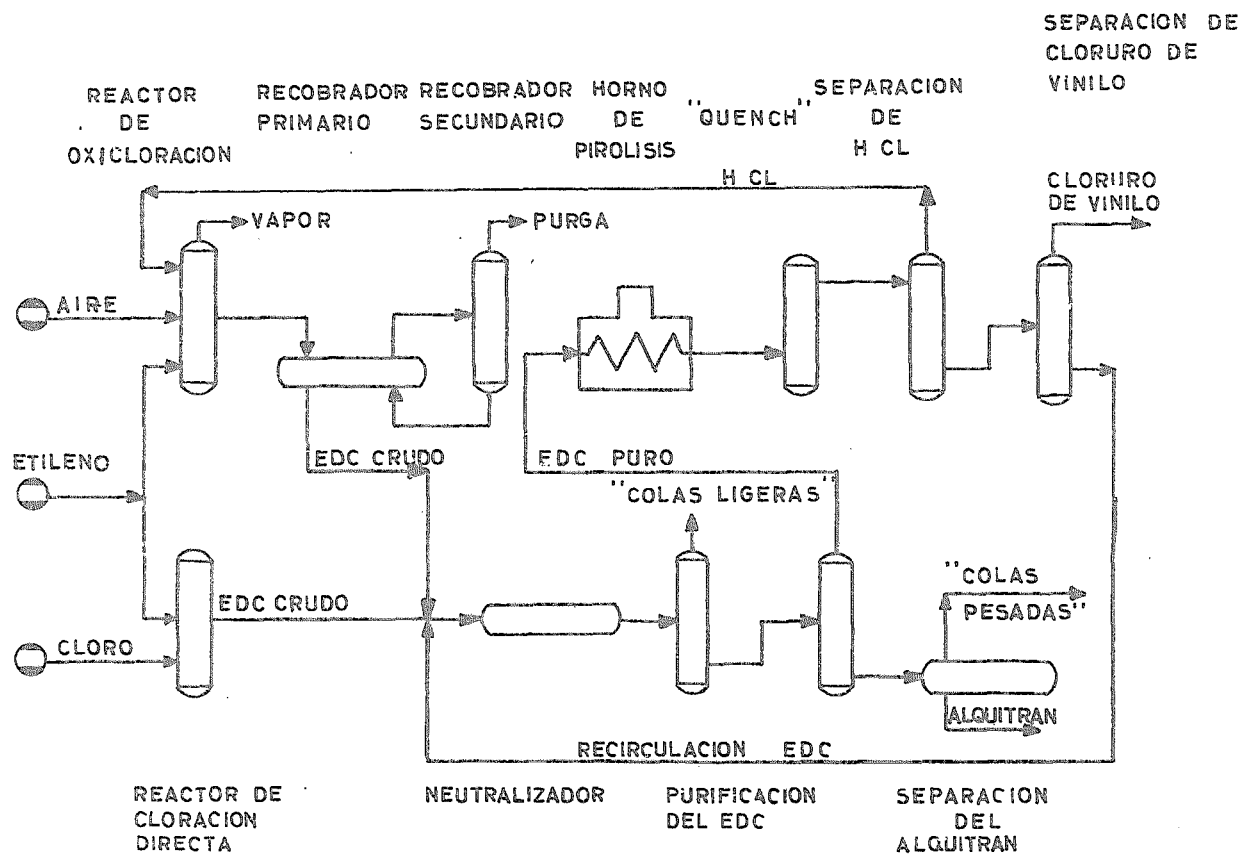 SEPARACION DE
CLORURO DE
VINILO
REACTOR
DE
OXICLORACION
RECOBRADOR
PRIMARIO
RECOBRADOR
SECUNDARIO
HORNO
DE
PIROLISIS
"QUENCH"
SEPARACION
DE
H CL
H CL
CLORURO
DE VINILO
VAPOR
PURGA
AIRE
EDC CRUDO
EDC PURO
ETILENO
"COLAS LIGERAS"
EDC CRUDO
"COLAS
PESADAS"
CLORO
ALQUITRAN
RECIRCULACION EDC
REACTOR DE
CLORACION
DIRECTA
NEUTRALIZADOR
PURIFICACION
DEL EDC
SEPARACION
DEL
ALQUITRAN